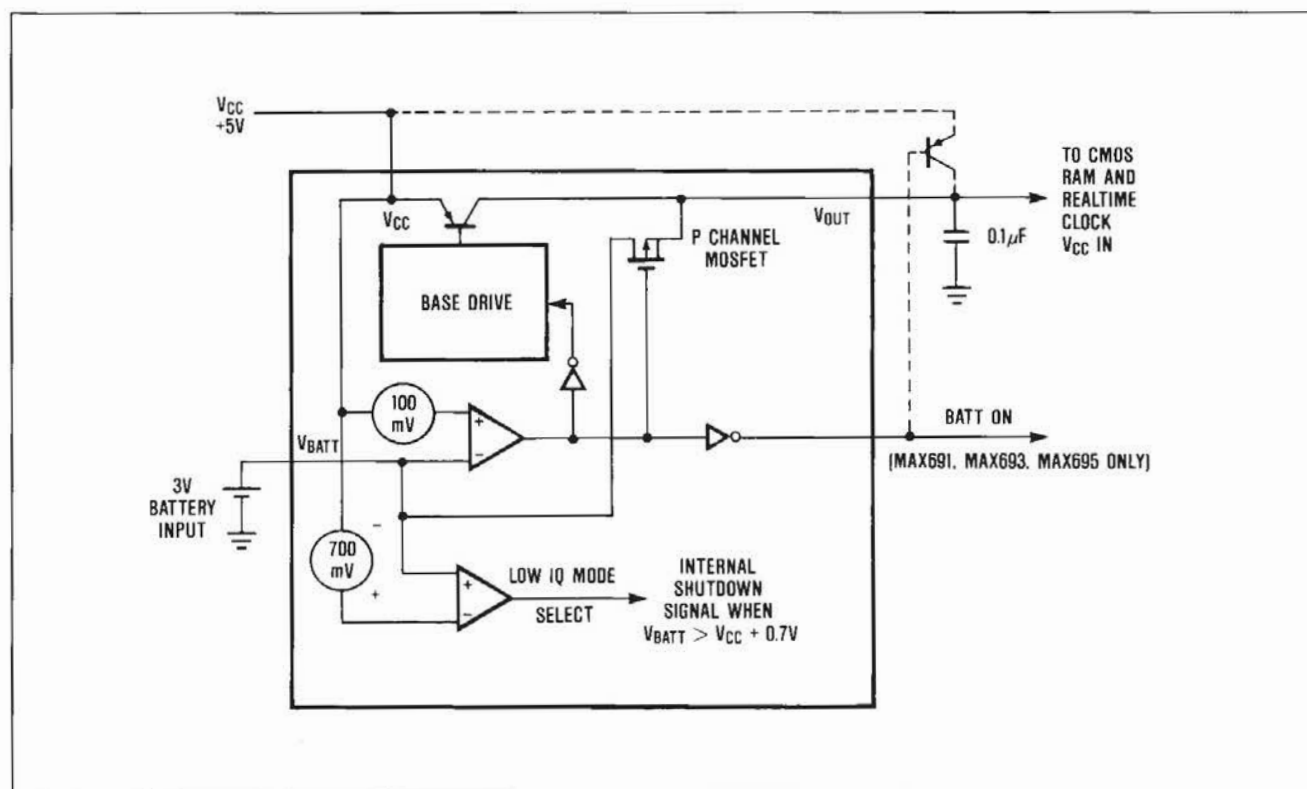 VCC
+5V
TO CMOS
RAM AND
REALTIME
CLOCK
VCC IN
VCC
VOUT
P CHANNEL
MOSFET
0.1µF
BASE DRIVE
100
mV
+
−
VBATT
BATT ON
(MAX691, MAX693, MAX695 ONLY)
3V
BATTERY
INPUT
−
700
mV
+
+
−
LOW IQ MODE
SELECT
INTERNAL
SHUTDOWN
SIGNAL WHEN
VBATT > VCC + 0.7V